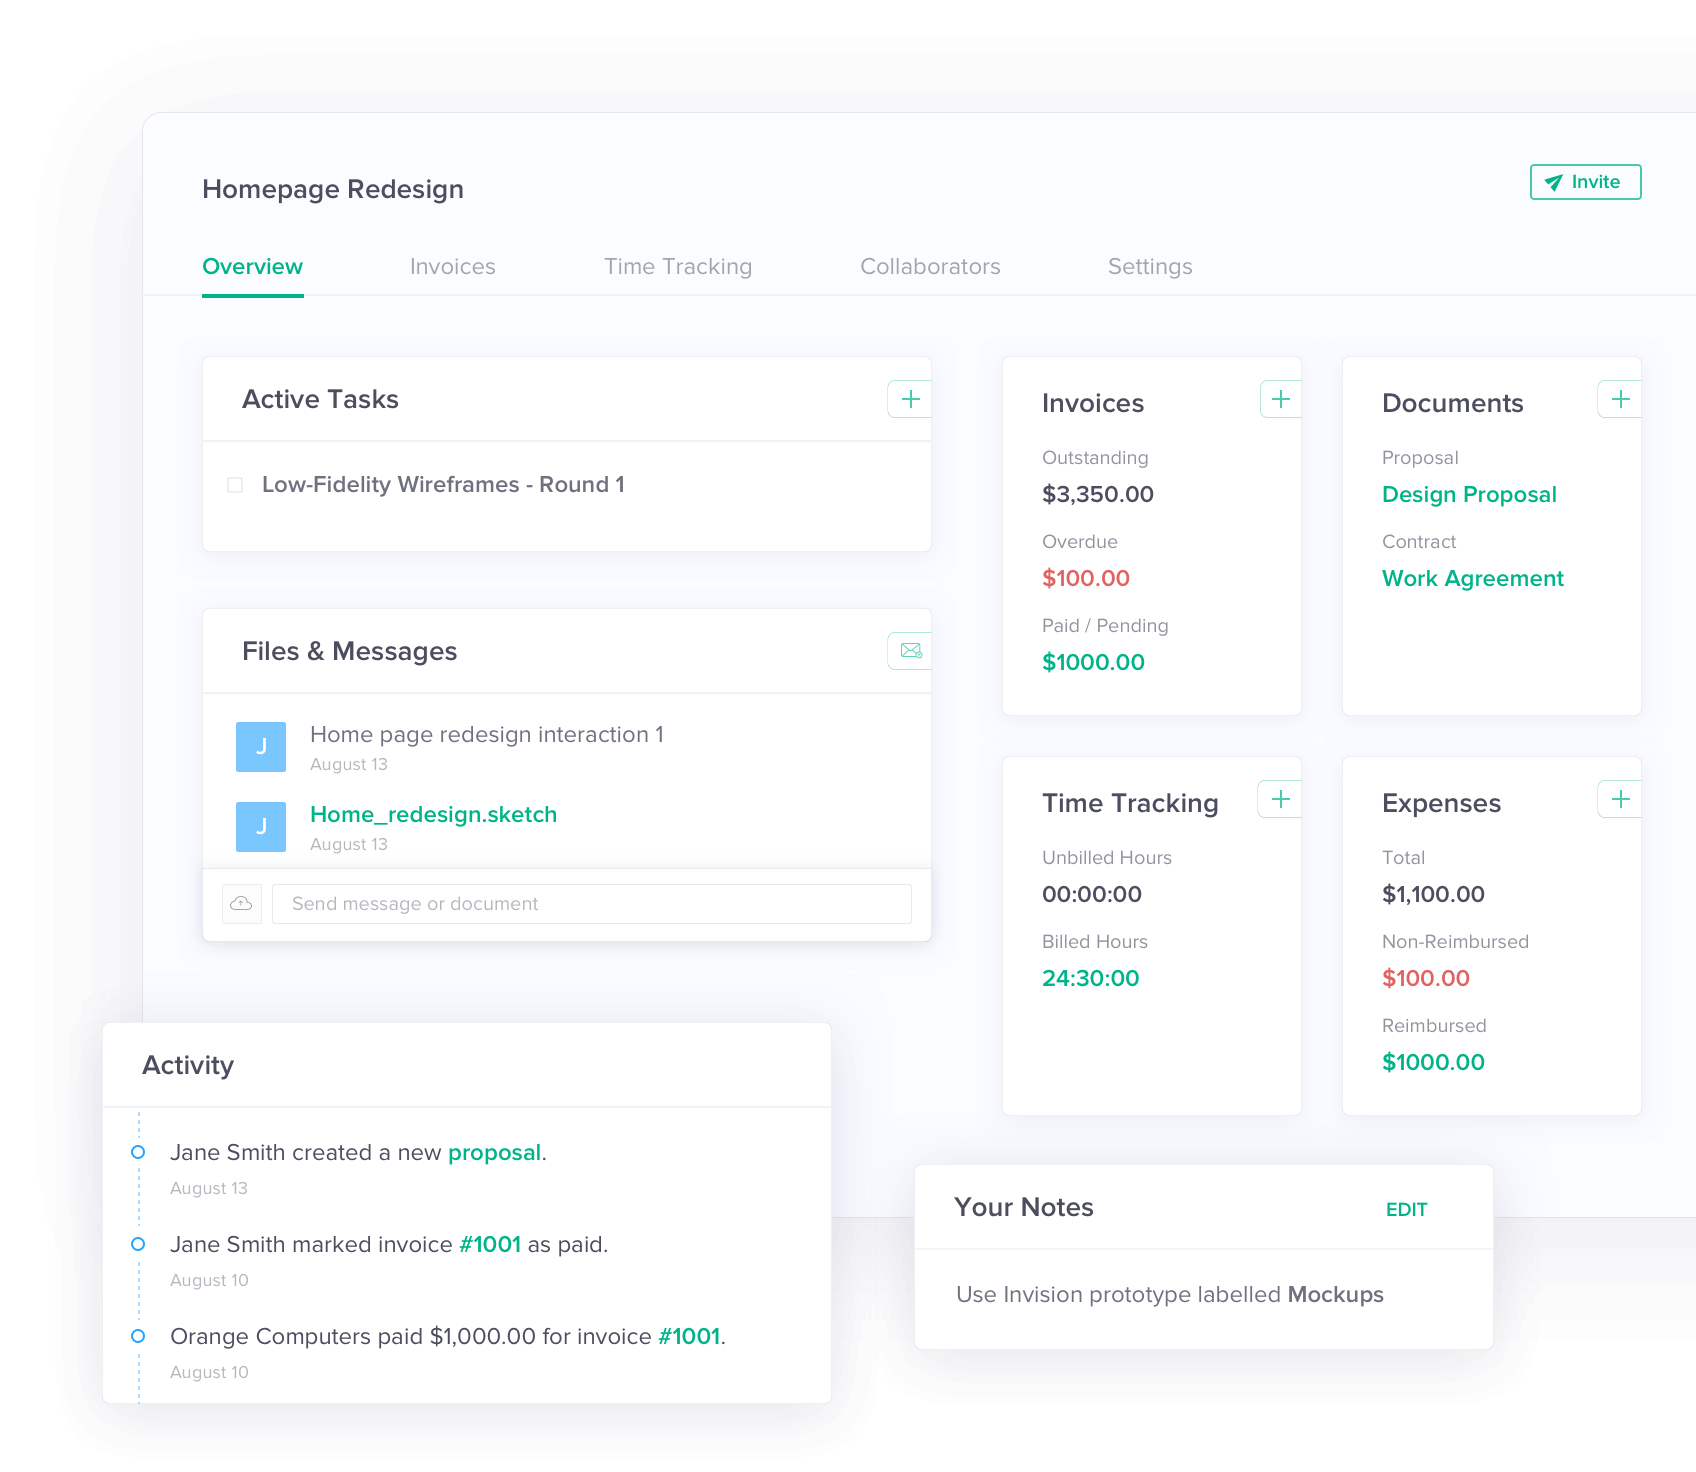 Homepage Redesign
Invite
Overview
Invoices
Time Tracking
Collaborators
Settings
Active Tasks
Low-Fidelity Wireframes - Round 1
Files & Messages
J
Home page redesign interaction 1
August 13
J
Home_redesign.sketch
August 13
Send message or document
Invoices
Outstanding
$3,350.00
Overdue
$100.00
Paid / Pending
$1000.00
Documents
Proposal
Design Proposal
Contract
Work Agreement
Time Tracking
Unbilled Hours
00:00:00
Billed Hours
24:30:00
Expenses
Total
$1,100.00
Non-Reimbursed
$100.00
Reimbursed
$1000.00
Activity
Jane Smith created a new proposal.
August 13
Jane Smith marked invoice #1001 as paid.
August 10
Orange Computers paid $1,000.00 for invoice #1001.
August 10
Your Notes
EDIT
Use Invision prototype labelled Mockups